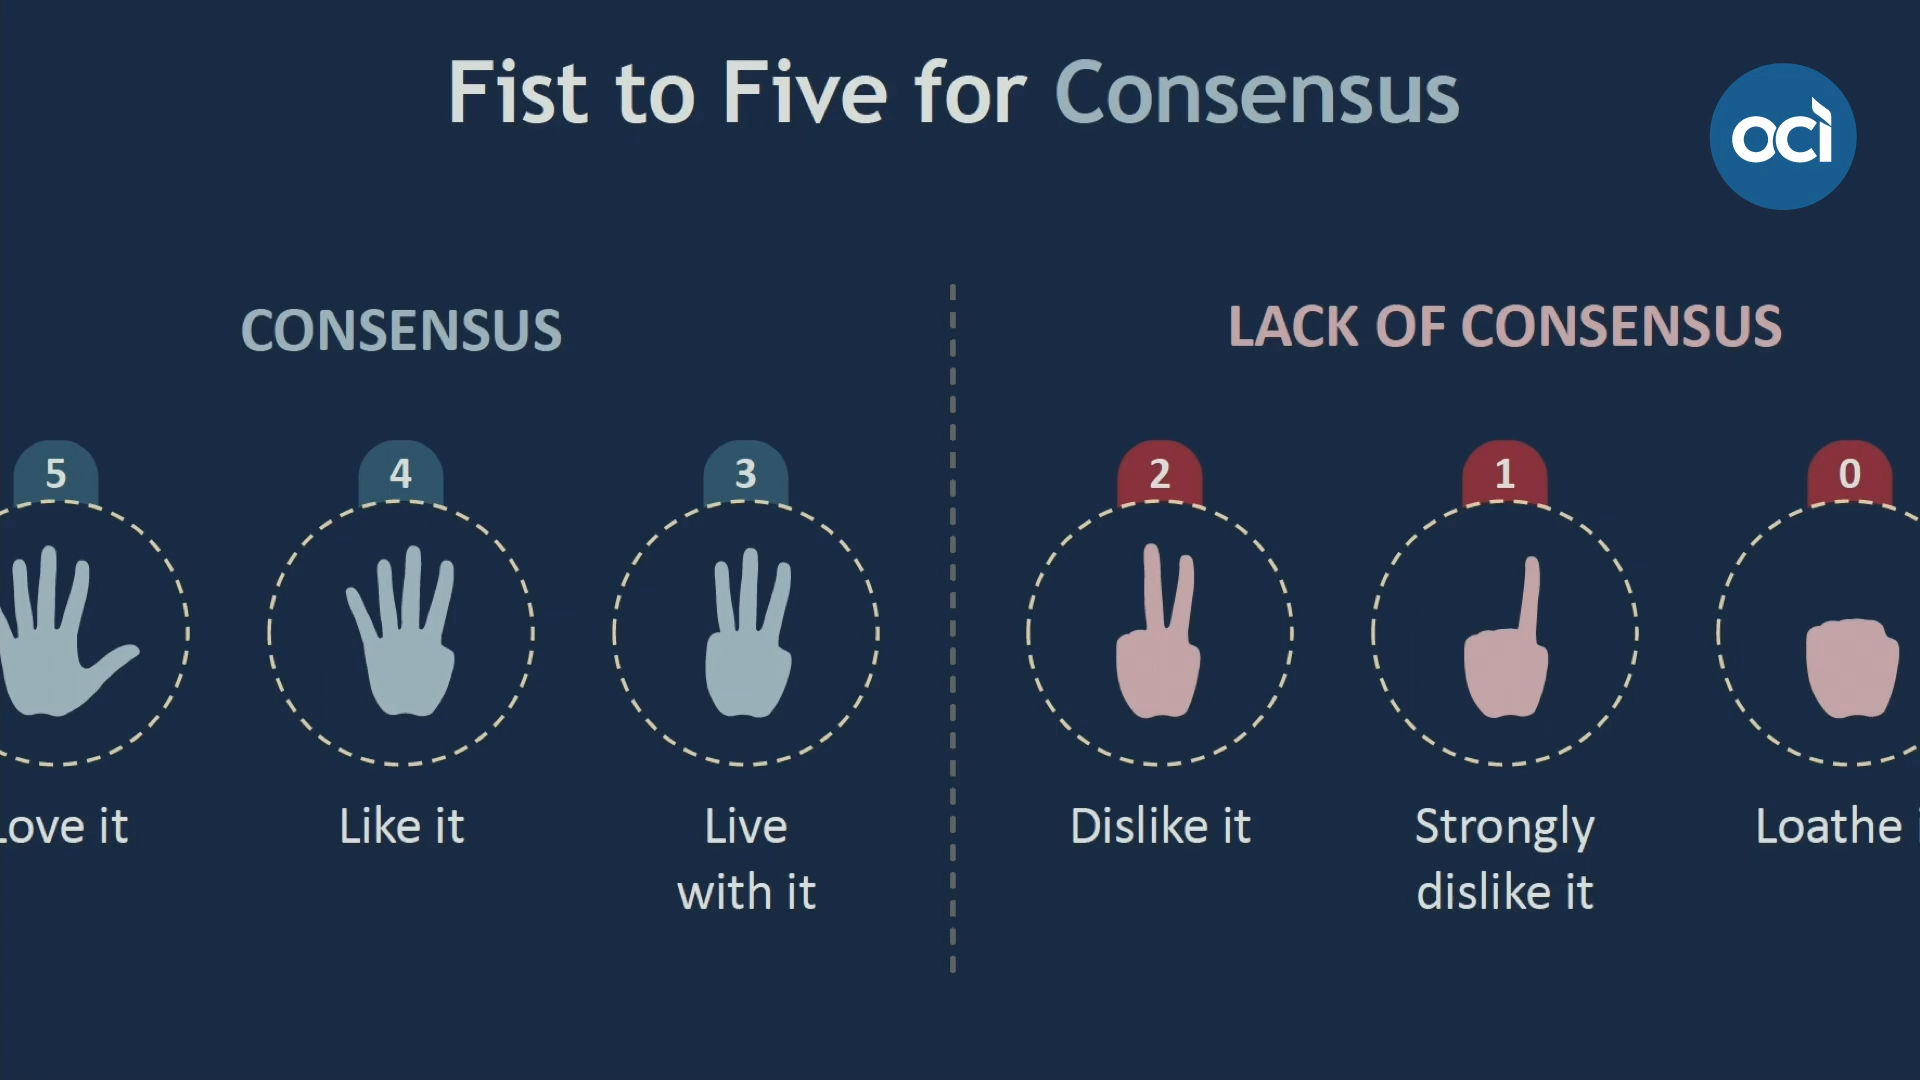 Fist to Five for Consensus
oci
CONSENSUS
LACK OF CONSENSUS
5
4
3
2
1
0
Love it
Like it
Live
with it
Dislike it
Strongly
dislike it
Loathe